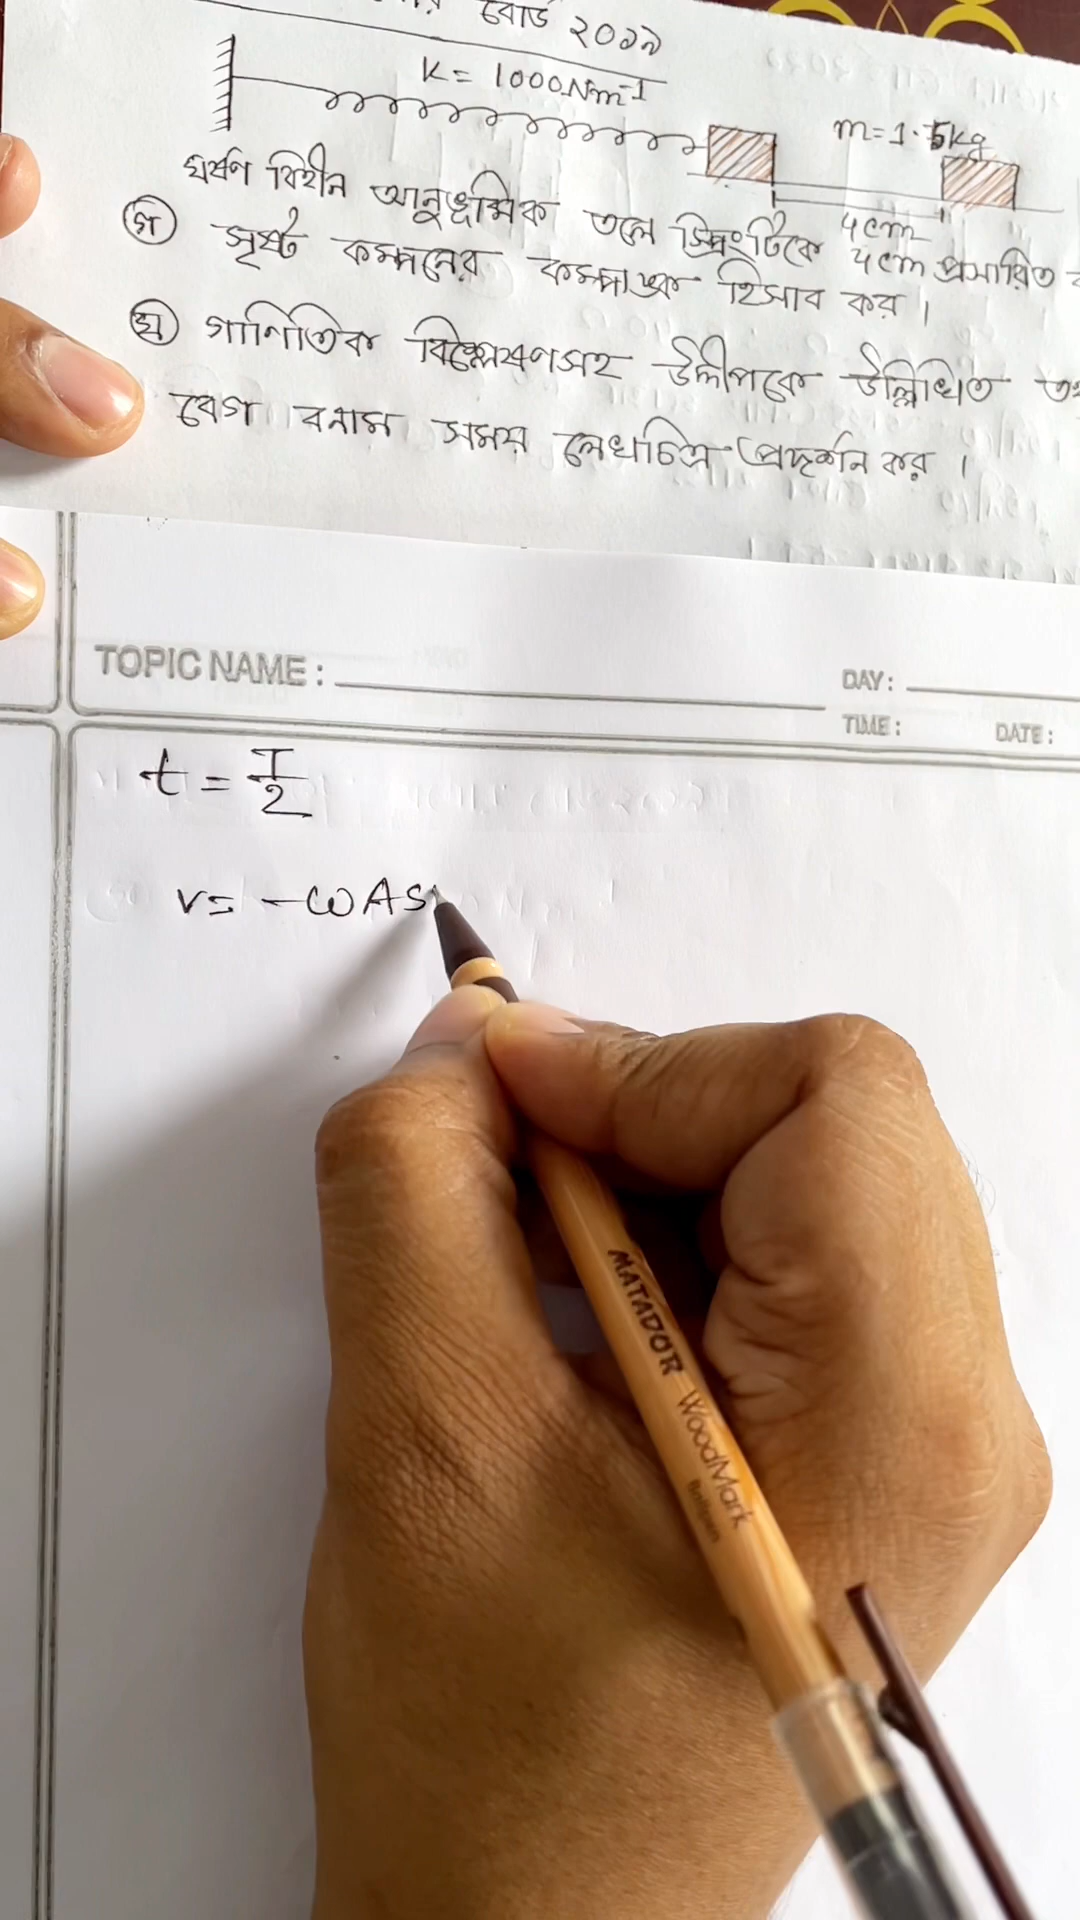 বোর্ড ২০১৯
K = 1000Nm⁻¹
m=1.5kg
4cm
ঘর্ষণ বিহীন আনুভূমিক তলে স্প্রিংটিকে 4cm প্রসারিত
গ সৃষ্ট কম্পনের কম্পাঙ্ক হিসাব কর।
ঘ গাণিতিক বিশ্লেষণসহ উদ্দীপকে উল্লিখিত
বেগ বনাম সময় লেখচিত্র প্রদর্শন কর।
TOPIC NAME :
DAY :
TIME :
DATE :
t = T/2
v= -ωAs
MATADOR WoodMark